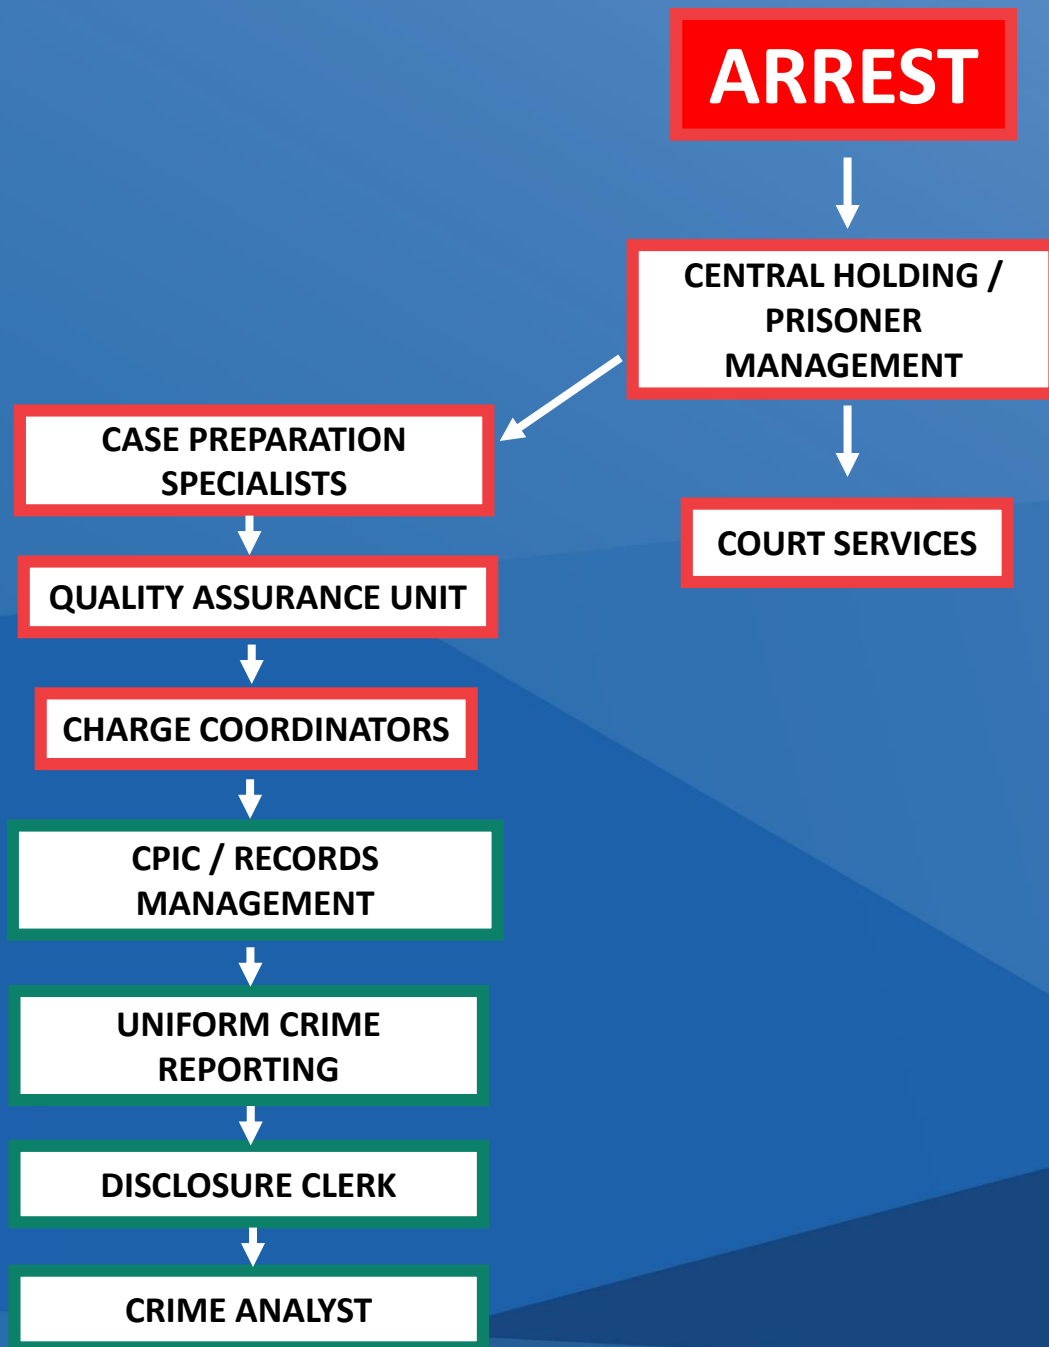 ARREST
CENTRAL HOLDING /
PRISONER
MANAGEMENT
CASE PREPARATION
SPECIALISTS
COURT SERVICES
QUALITY ASSURANCE UNIT
CHARGE COORDINATORS
CPIC / RECORDS
MANAGEMENT
UNIFORM CRIME
REPORTING
DISCLOSURE CLERK
CRIME ANALYST